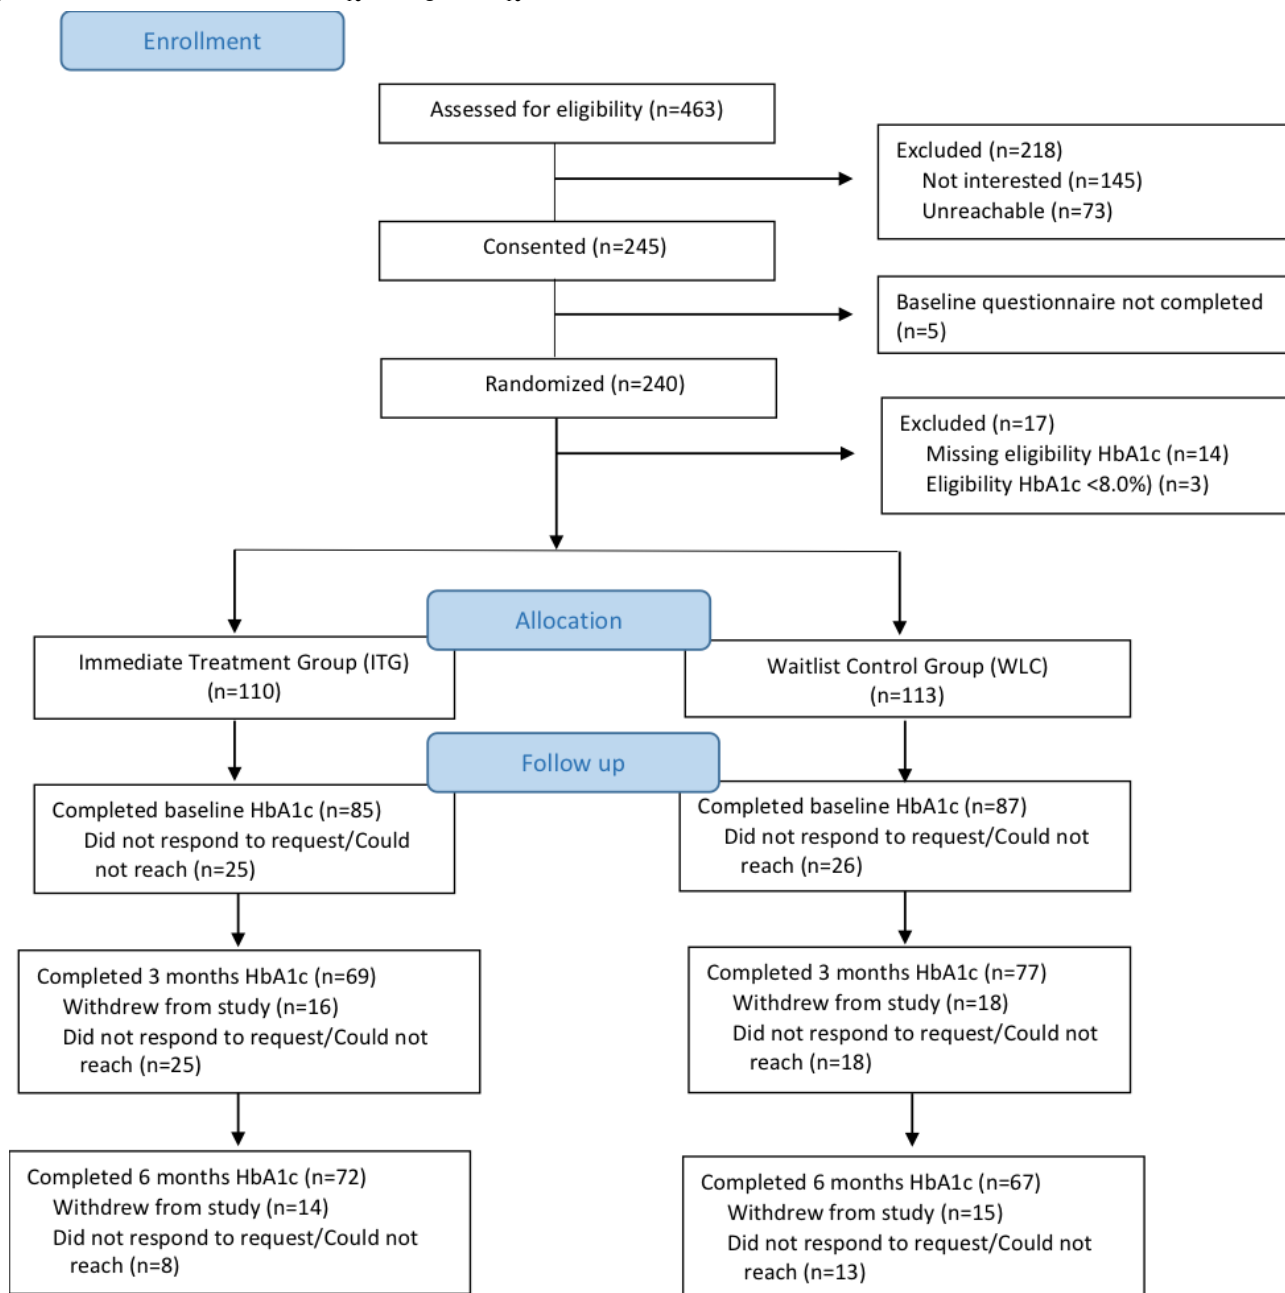 Enrollment
Assessed for eligibility (n=463)
Excluded (n=218)
Not interested (n=145)
Unreachable (n=73)
Consented (n=245)
Baseline questionnaire not completed
(n=5)
Randomized (n=240)
Excluded (n=17)
Missing eligibility HbA1c (n=14)
Eligibility HbA1c <8.0%) (n=3)
Allocation
Immediate Treatment Group (ITG)
(n=110)
Waitlist Control Group (WLC)
(n=113)
Follow up
Completed baseline HbA1c (n=85)
Did not respond to request/Could
not reach (n=25)
Completed baseline HbA1c (n=87)
Did not respond to request/Could not
reach (n=26)
Completed 3 months HbA1c (n=69)
Withdrew from study (n=16)
Did not respond to request/Could not
reach (n=25)
Completed 3 months HbA1c (n=77)
Withdrew from study (n=18)
Did not respond to request/Could not
reach (n=18)
Completed 6 months HbA1c (n=72)
Withdrew from study (n=14)
Did not respond to request/Could not
reach (n=8)
Completed 6 months HbA1c (n=67)
Withdrew from study (n=15)
Did not respond to request/Could not
reach (n=13)